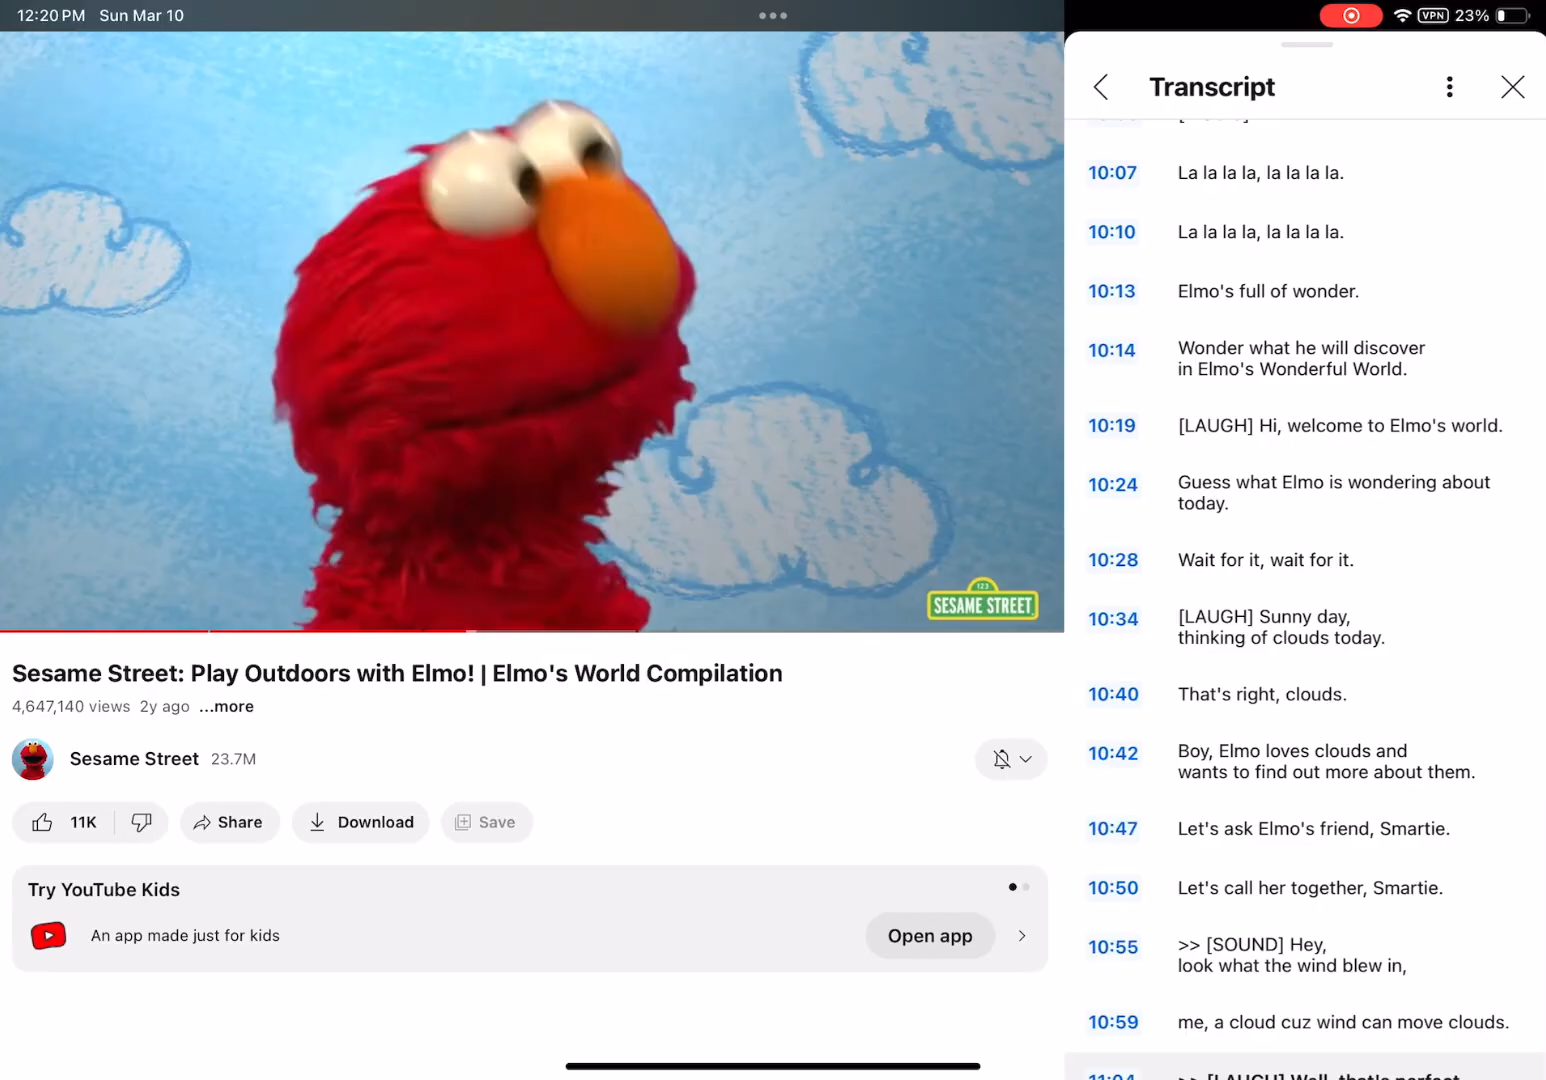 12:20 PM Sun Mar 10
VPN 23%
123
SESAME STREET
Sesame Street: Play Outdoors with Elmo! | Elmo's World Compilation
4,647,140 views 2y ago ...more
Sesame Street 23.7M
11K Share Download Save
Try YouTube Kids
An app made just for kids
Open app
Transcript
10:07 La la la la, la la la la.
10:10 La la la la, la la la la.
10:13 Elmo's full of wonder.
10:14 Wonder what he will discover
in Elmo's Wonderful World.
10:19 [LAUGH] Hi, welcome to Elmo's world.
10:24 Guess what Elmo is wondering about
today.
10:28 Wait for it, wait for it.
10:34 [LAUGH] Sunny day,
thinking of clouds today.
10:40 That's right, clouds.
10:42 Boy, Elmo loves clouds and
wants to find out more about them.
10:47 Let's ask Elmo's friend, Smartie.
10:50 Let's call her together, Smartie.
10:55 >> [SOUND] Hey,
look what the wind blew in,
10:59 me, a cloud cuz wind can move clouds.
11:04 >> [LAUGH] Well, that's perfect